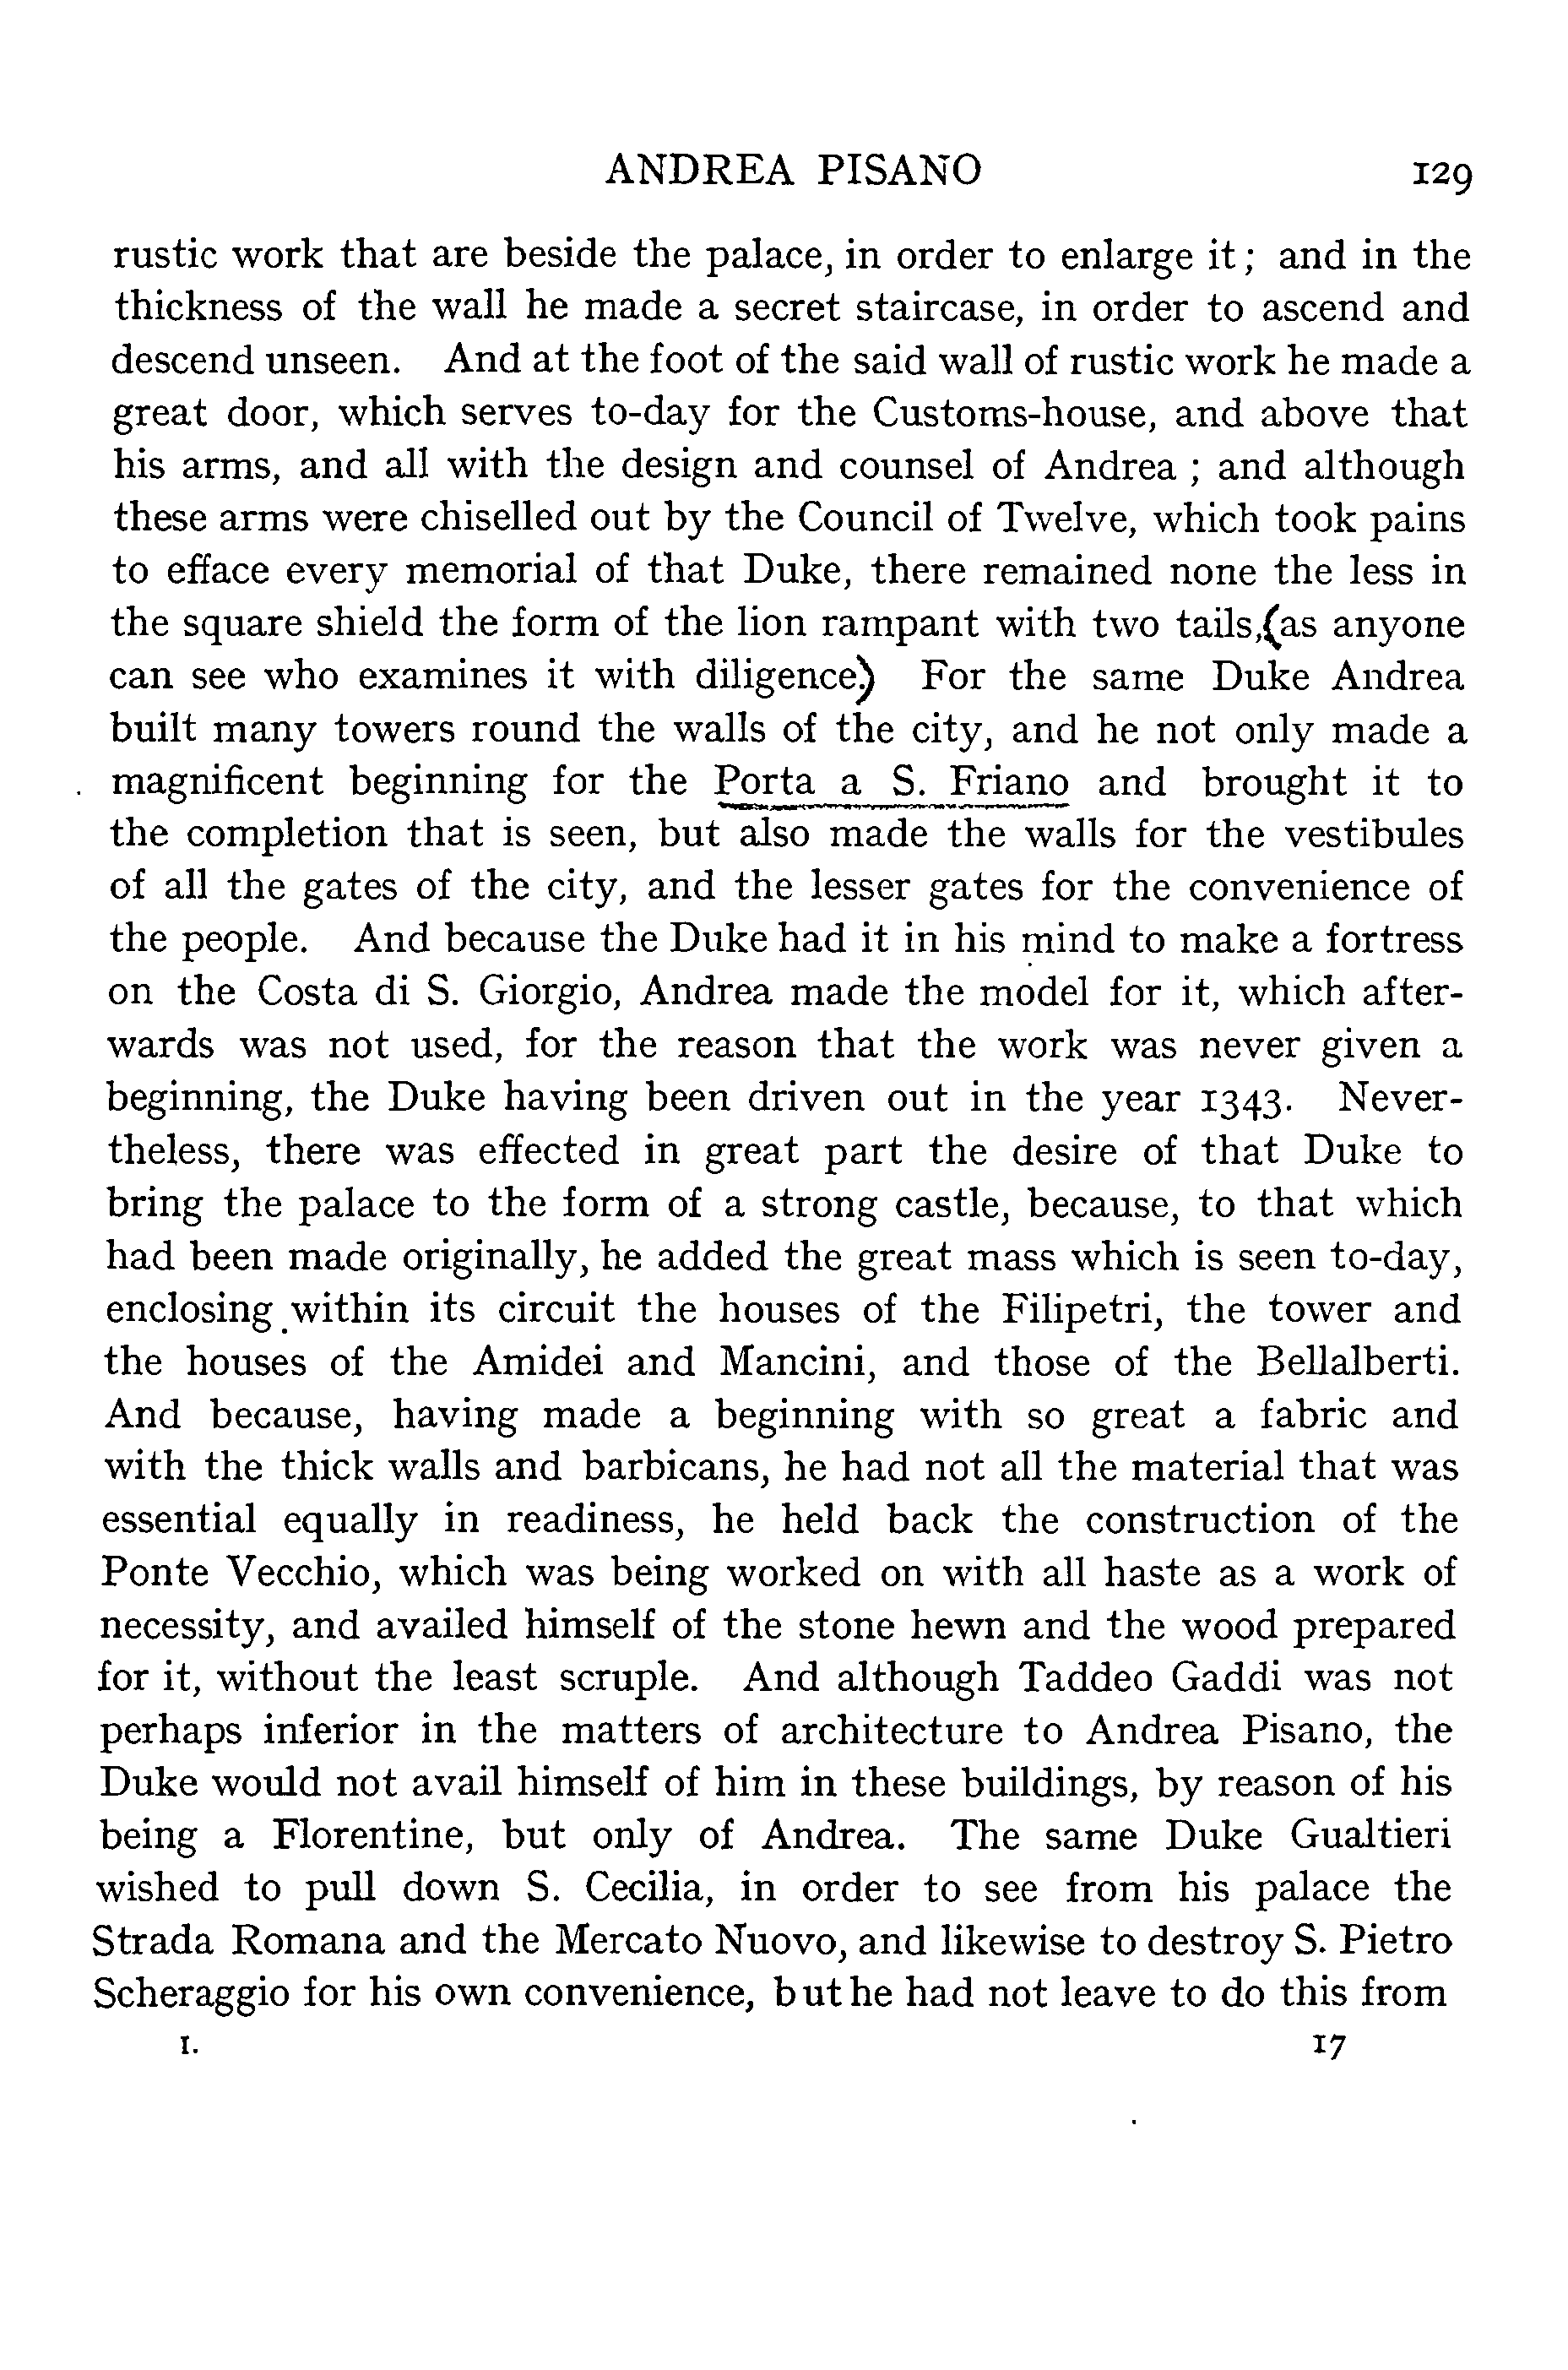 ANDREA PISANO 129
rustic work that are beside the palace, in order to enlarge it; and in the
thickness of the wall he made a secret staircase, in order to ascend and
descend unseen. And at the foot of the said wall of rustic work he made a
great door, which serves to-day for the Customs-house, and above that
his arms, and all with the design and counsel of Andrea ; and although
these arms were chiselled out by the Council of Twelve, which took pains
to efface every memorial of that Duke, there remained none the less in
the square shield the form of the lion rampant with two tails,(as anyone
can see who examines it with diligence.) For the same Duke Andrea
built many towers round the walls of the city, and he not only made a
magnificent beginning for the Porta a S. Friano and brought it to
the completion that is seen, but also made the walls for the vestibules
of all the gates of the city, and the lesser gates for the convenience of
the people. And because the Duke had it in his mind to make a fortress
on the Costa di S. Giorgio, Andrea made the model for it, which after-
wards was not used, for the reason that the work was never given a
beginning, the Duke having been driven out in the year 1343. Never-
theless, there was effected in great part the desire of that Duke to
bring the palace to the form of a strong castle, because, to that which
had been made originally, he added the great mass which is seen to-day,
enclosing within its circuit the houses of the Filipetri, the tower and
the houses of the Amidei and Mancini, and those of the Bellalberti.
And because, having made a beginning with so great a fabric and
with the thick walls and barbicans, he had not all the material that was
essential equally in readiness, he held back the construction of the
Ponte Vecchio, which was being worked on with all haste as a work of
necessity, and availed himself of the stone hewn and the wood prepared
for it, without the least scruple. And although Taddeo Gaddi was not
perhaps inferior in the matters of architecture to Andrea Pisano, the
Duke would not avail himself of him in these buildings, by reason of his
being a Florentine, but only of Andrea. The same Duke Gualtieri
wished to pull down S. Cecilia, in order to see from his palace the
Strada Romana and the Mercato Nuovo, and likewise to destroy S. Pietro
Scheraggio for his own convenience, but he had not leave to do this from
I. 17